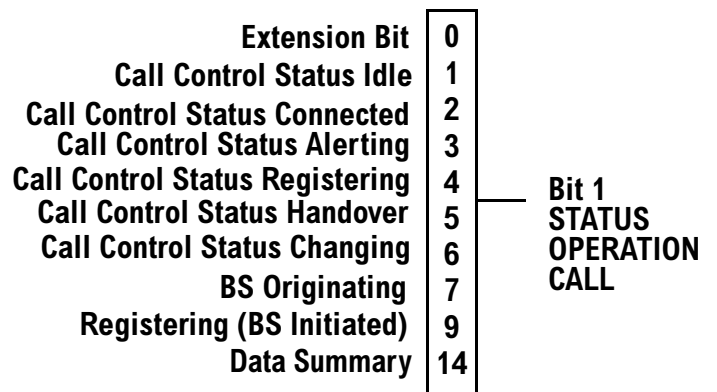 Extension Bit 0
Call Control Status Idle 1
Call Control Status Connected 2
Call Control Status Alerting 3
Call Control Status Registering 4
Call Control Status Handover 5
Call Control Status Changing 6
BS Originating 7
Registering (BS Initiated) 9
Data Summary 14
Bit 1
STATUS
OPERATION
CALL